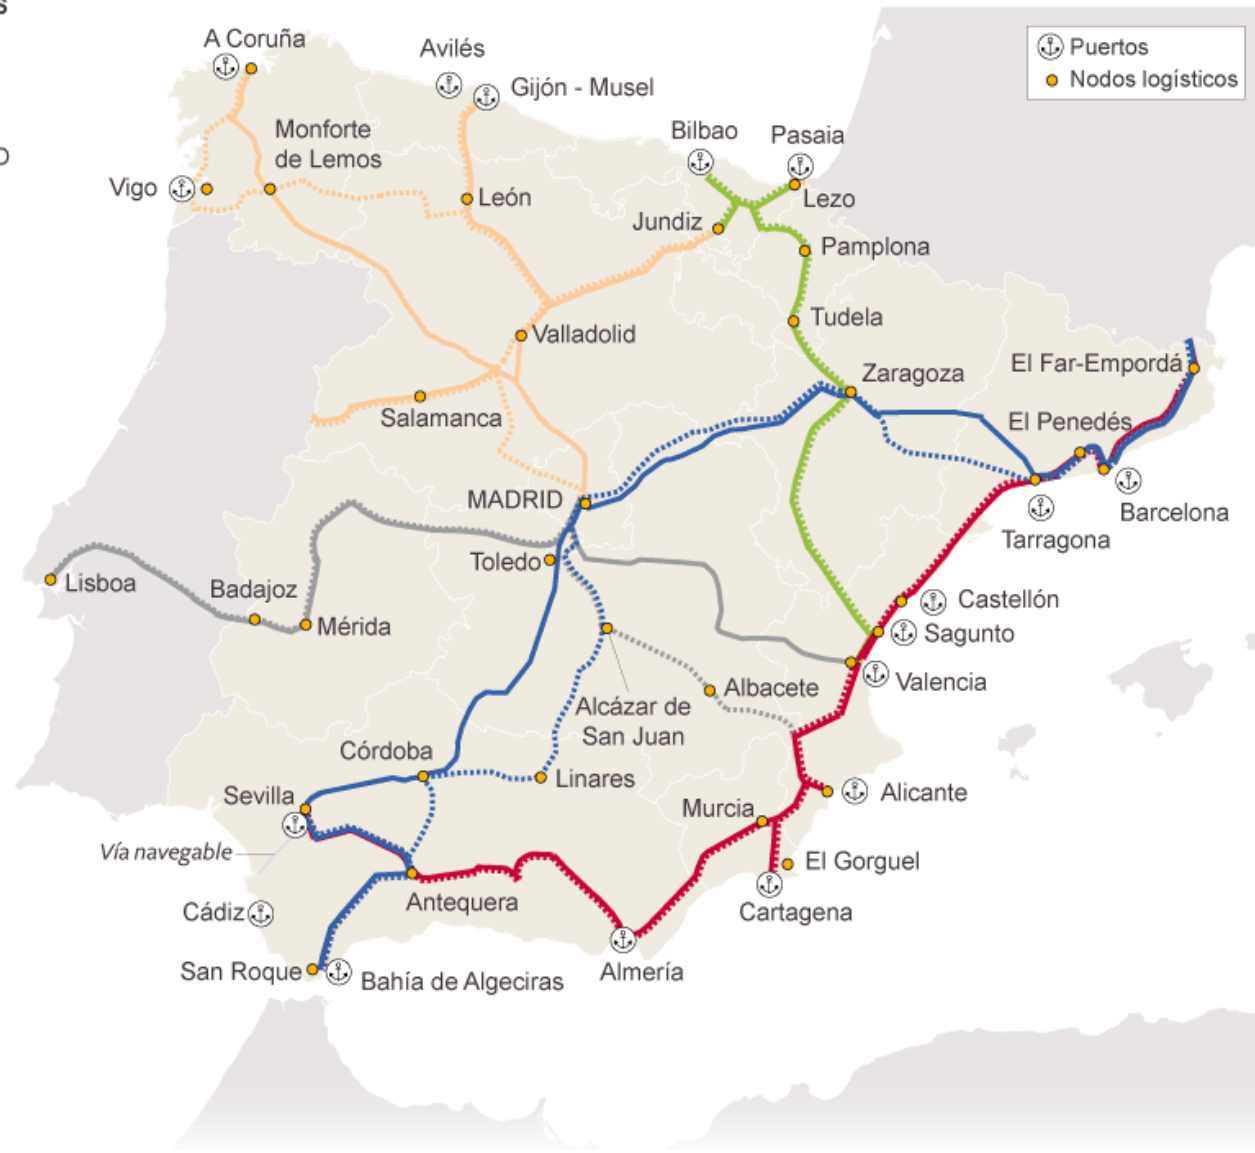 s
A Coruña
Avilés
Gijón - Musel
Puertos
Nodos logísticos
Monforte
de Lemos
Bilbao
Pasaia
O
Vigo
León
Lezo
Jundiz
Pamplona
Tudela
Valladolid
Zaragoza
El Far-Empordá
Salamanca
El Penedés
MADRID
Barcelona
Tarragona
Toledo
Lisboa
Badajoz
Mérida
Castellón
Sagunto
Valencia
Albacete
Alcázar de
San Juan
Córdoba
Linares
Sevilla
Murcia
Alicante
Vía navegable
El Gorguel
Antequera
Cádiz
Cartagena
San Roque
Bahía de Algeciras
Almería